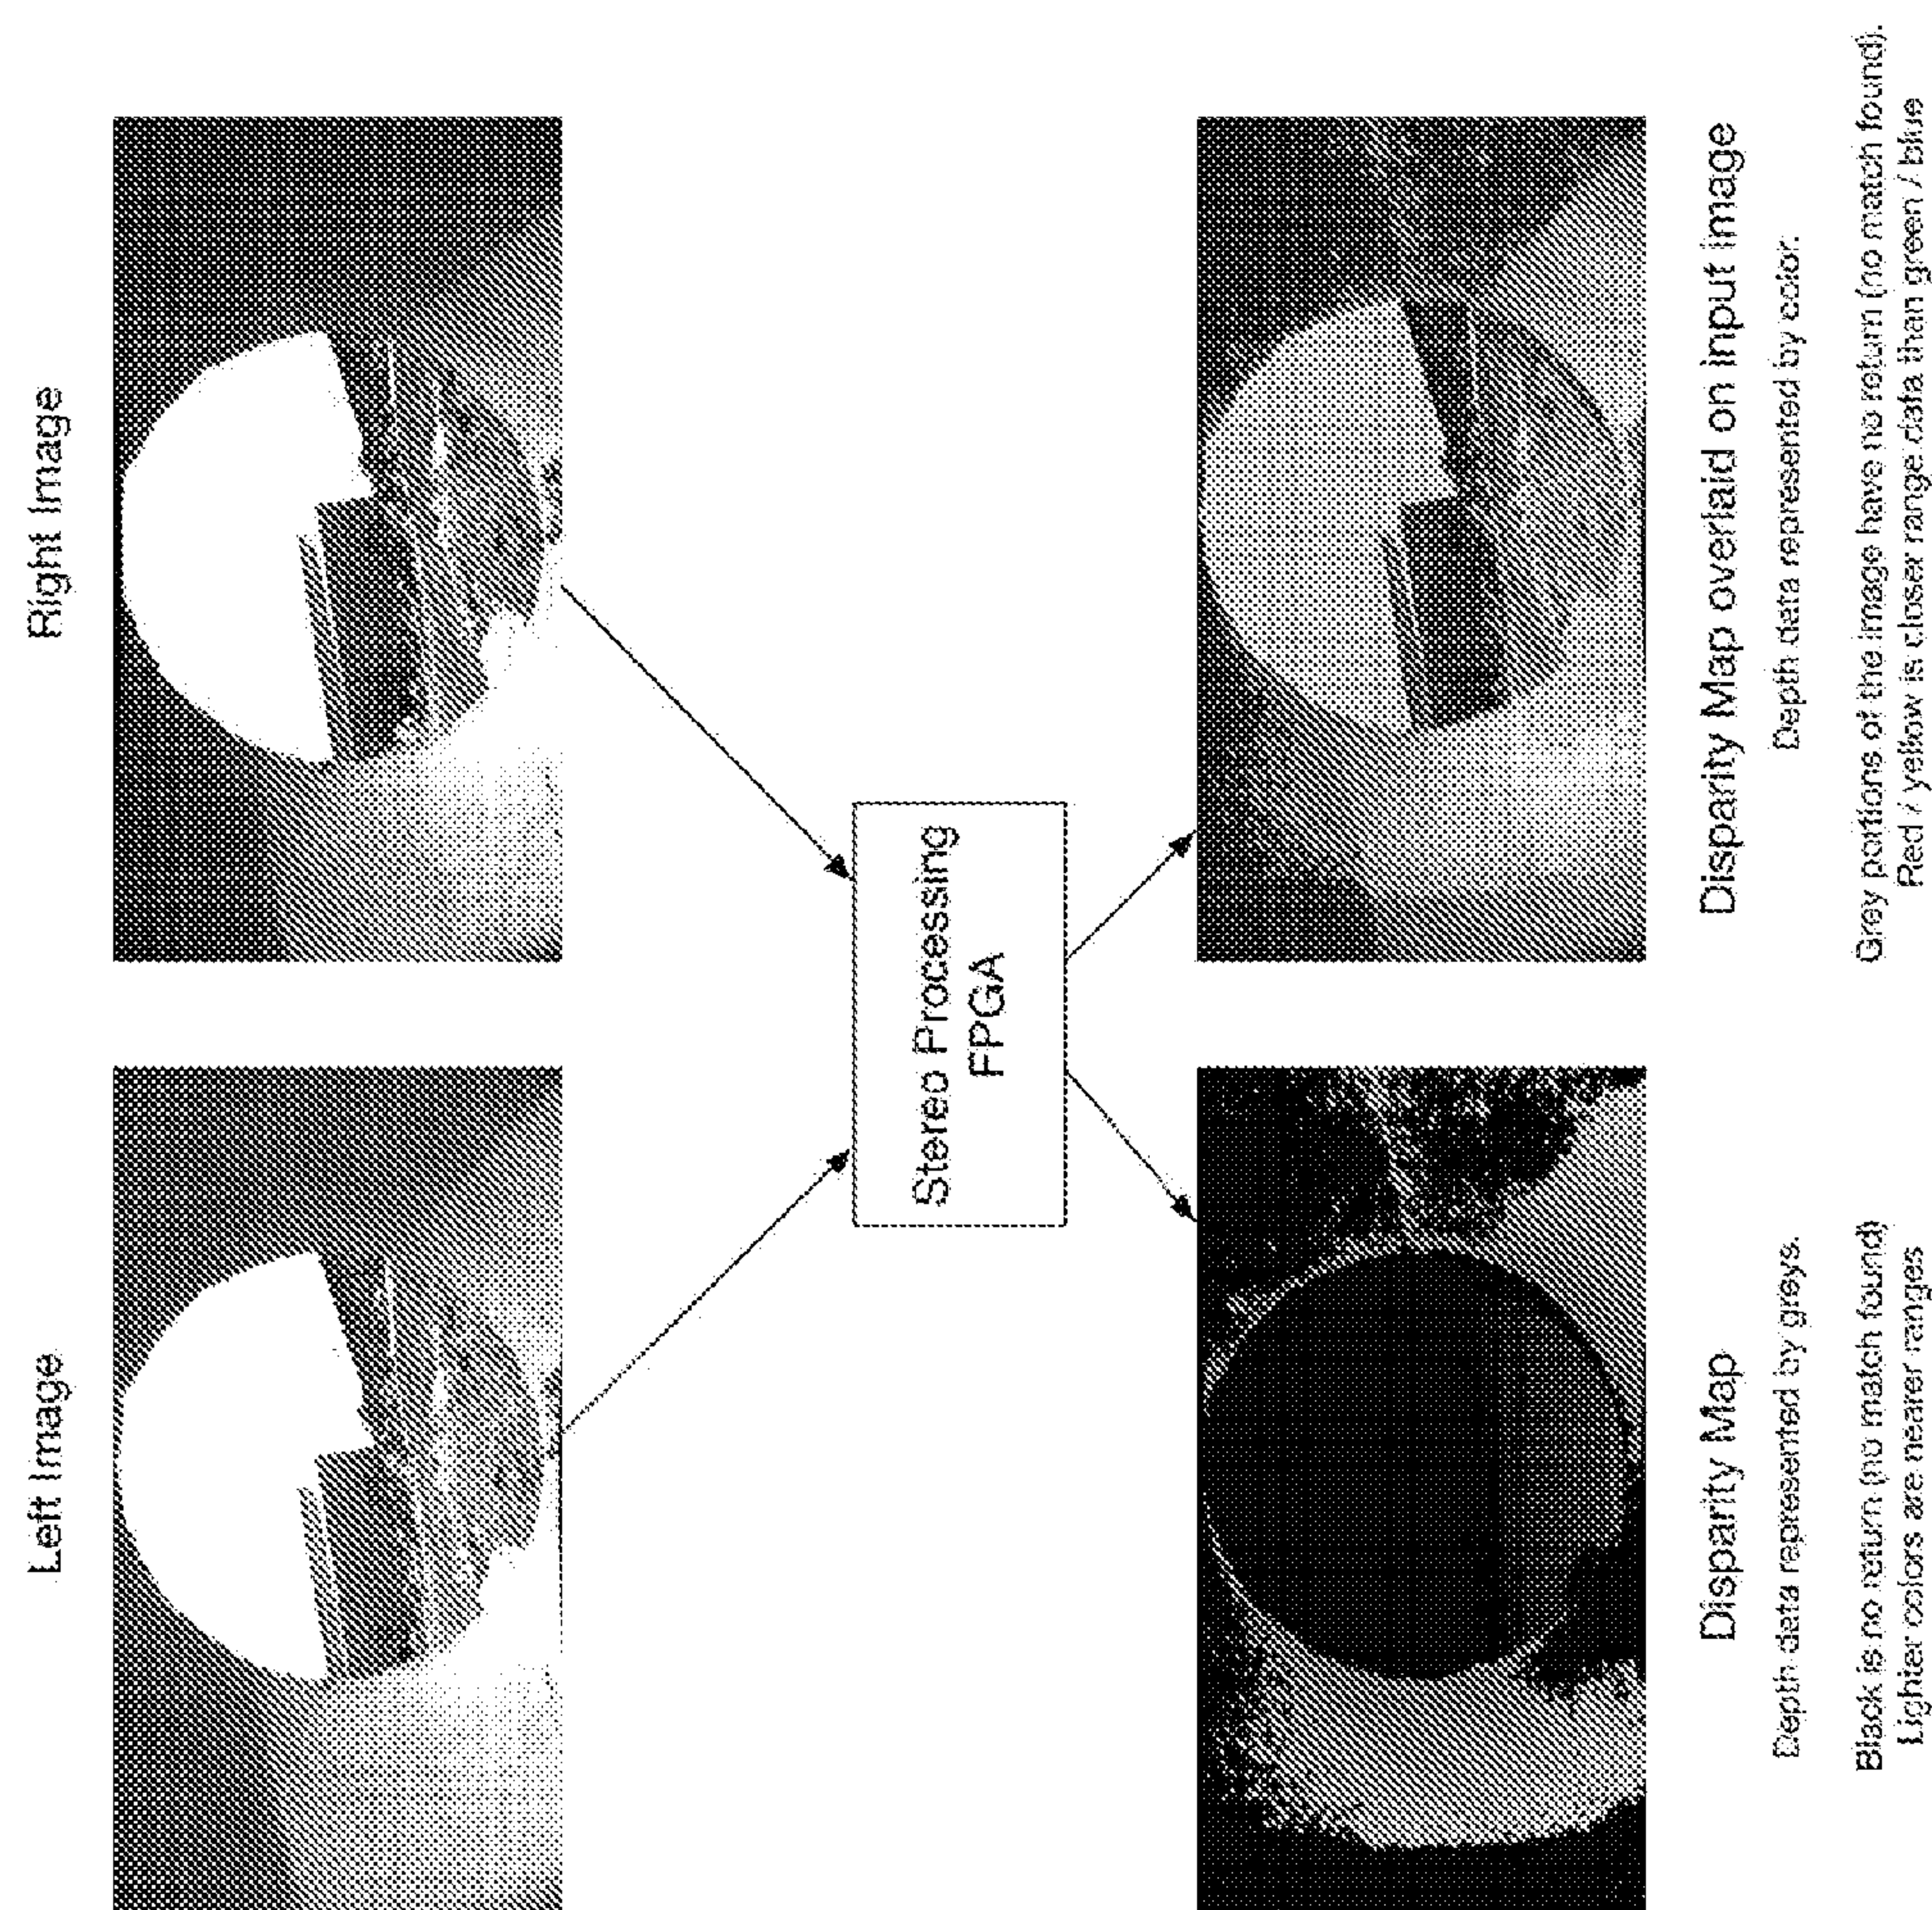 Left Image
Right Image
Stereo Processing
FPGA
Disparity Map
Depth data represented by greys.
Black is no return (no match found)
Lighter colors are nearer ranges
Disparity Map overlaid on input image
Depth data represented by color.
Grey portions of the image have no return (no match found).
Red / yellow is closer range data than green / blue